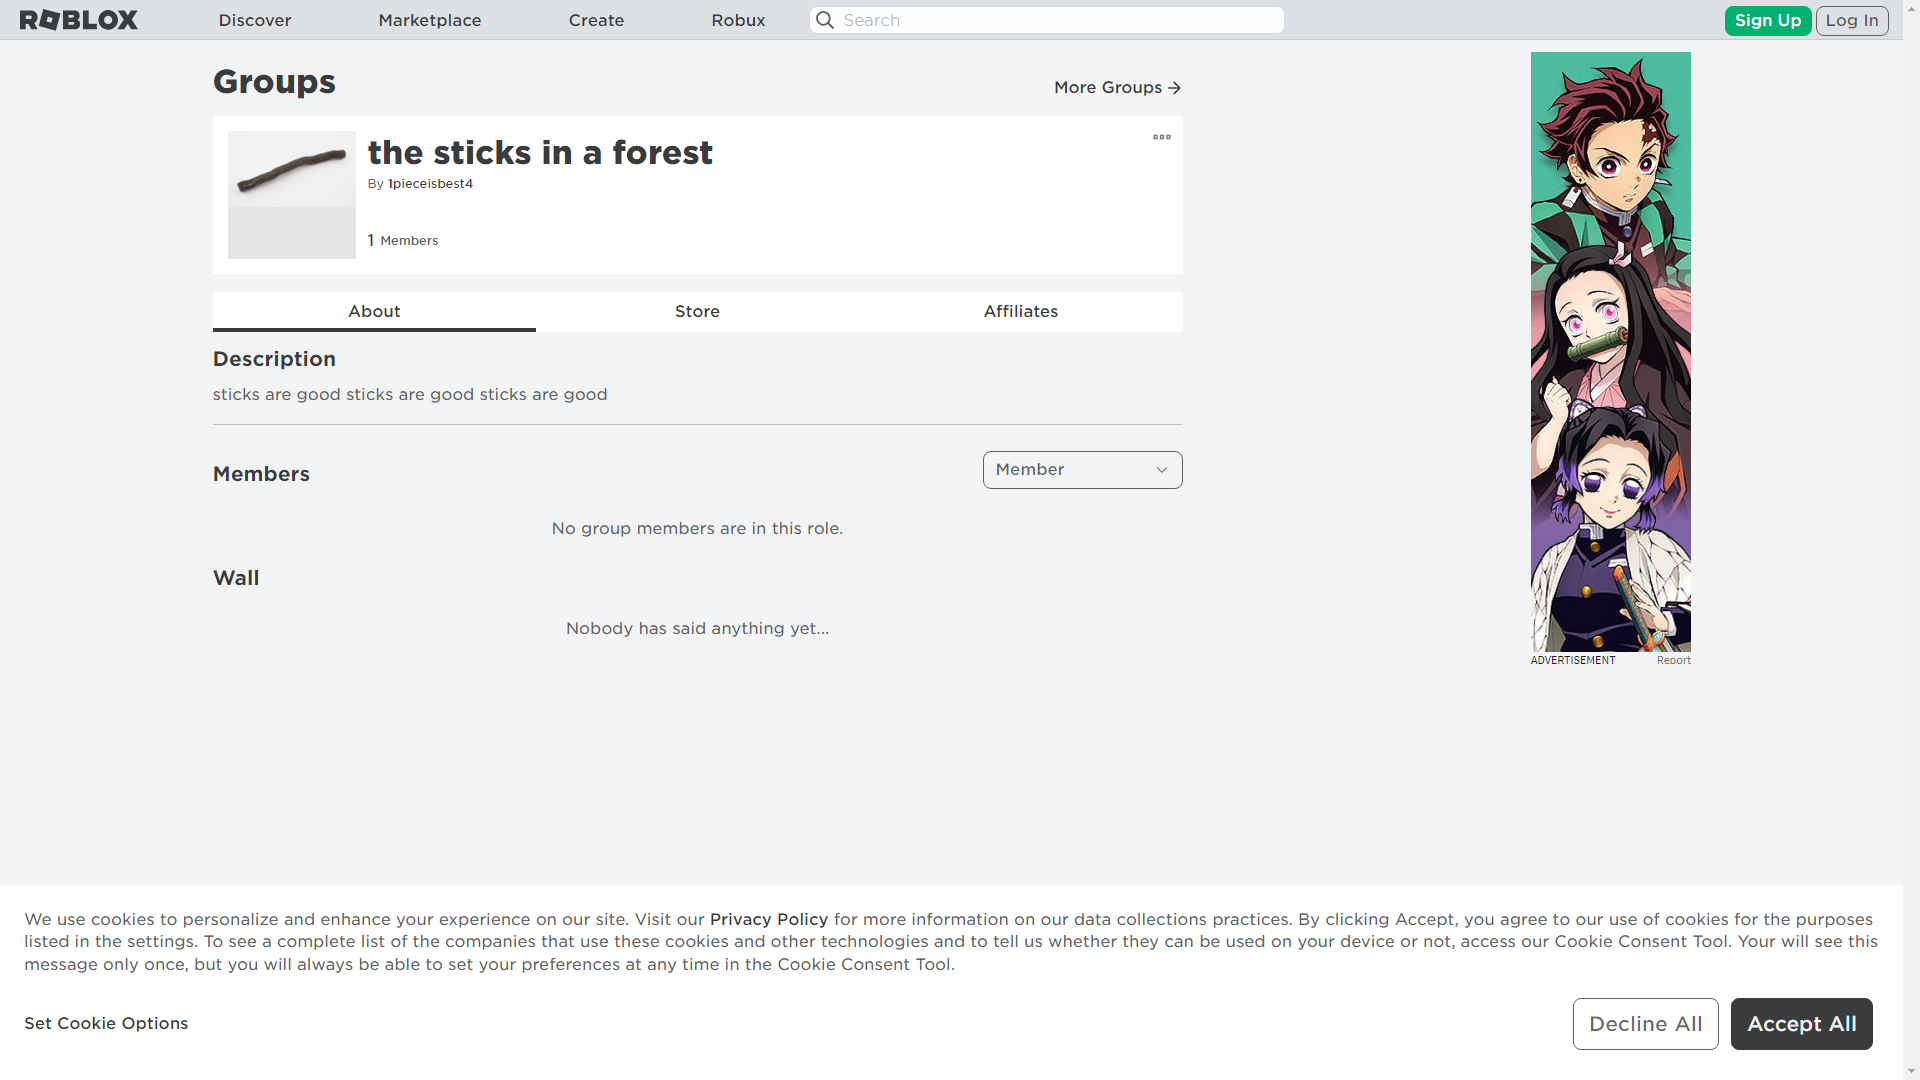 ROBLOX
Discover
Marketplace
Create
Robux
Search
Sign Up
Log In
Groups
More Groups
the sticks in a forest
By 1pieceisbest4
1 Members
About
Store
Affiliates
Description
sticks are good sticks are good sticks are good
Members
Member
No group members are in this role.
Wall
Nobody has said anything yet...
ADVERTISEMENT
Report
We use cookies to personalize and enhance your experience on our site. Visit our Privacy Policy for more information on our data collections practices. By clicking Accept, you agree to our use of cookies for the purposes
listed in the settings. To see a complete list of the companies that use these cookies and other technologies and to tell us whether they can be used on your device or not, access our Cookie Consent Tool. Your will see this
message only once, but you will always be able to set your preferences at any time in the Cookie Consent Tool.
Set Cookie Options
Decline All
Accept All